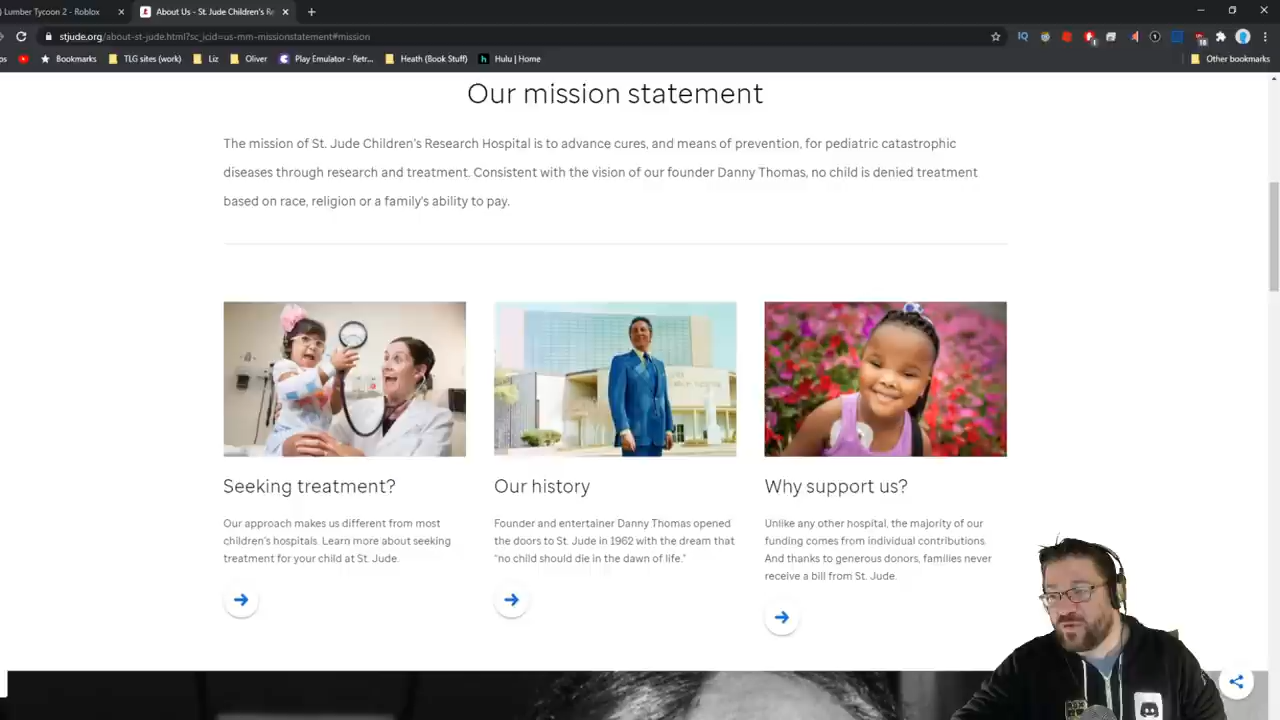 Lumber Tycoon 2 - Roblox
About Us - St. Jude Children's Re
stjude.org/about-st-jude.html?sc_icid=us-mm-missionstatement#mission
Bookmarks TLG sites (work) Liz Oliver Play Emulator - Retr... Heath (Book Stuff) Hulu | Home Other bookmarks
Our mission statement
The mission of St. Jude Children's Research Hospital is to advance cures, and means of prevention, for pediatric catastrophic
diseases through research and treatment. Consistent with the vision of our founder Danny Thomas, no child is denied treatment
based on race, religion or a family's ability to pay.
Seeking treatment?
Our approach makes us different from most
children's hospitals. Learn more about seeking
treatment for your child at St. Jude.
Our history
Founder and entertainer Danny Thomas opened
the doors to St. Jude in 1962 with the dream that
"no child should die in the dawn of life."
Why support us?
Unlike any other hospital, the majority of our
funding comes from individual contributions.
And thanks to generous donors, families never
receive a bill from St. Jude.